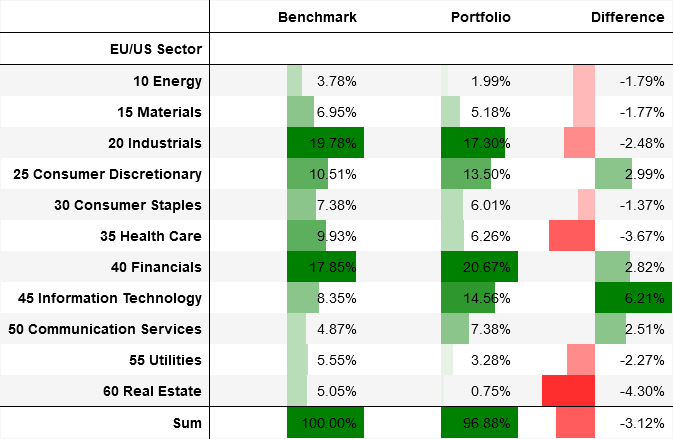 Benchmark Portfolio Difference
EU/US Sector
10 Energy 3.78% 1.99% -1.79%
15 Materials 6.95% 5.18% -1.77%
20 Industrials 19.78% 17.30% -2.48%
25 Consumer Discretionary 10.51% 13.50% 2.99%
30 Consumer Staples 7.38% 6.01% -1.37%
35 Health Care 9.93% 6.26% -3.67%
40 Financials 17.85% 20.67% 2.82%
45 Information Technology 8.35% 14.56% 6.21%
50 Communication Services 4.87% 7.38% 2.51%
55 Utilities 5.55% 3.28% -2.27%
60 Real Estate 5.05% 0.75% -4.30%
Sum 100.00% 96.88% -3.12%